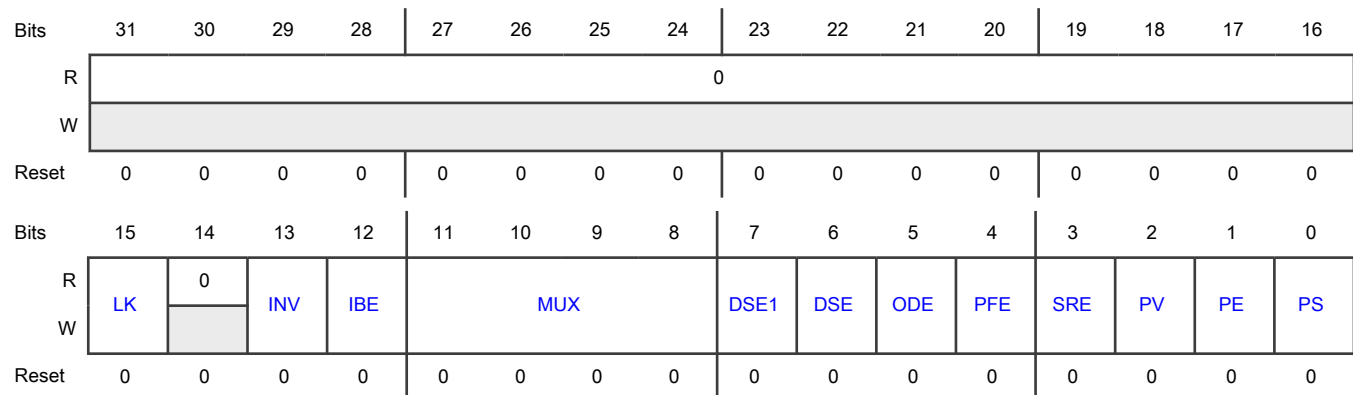 Bits 31 30 29 28 27 26 25 24 23 22 21 20 19 18 17 16
R 0
W
Reset 0 0 0 0 0 0 0 0 0 0 0 0 0 0 0 0
Bits 15 14 13 12 11 10 9 8 7 6 5 4 3 2 1 0
R 0
LK INV IBE MUX DSE1 DSE ODE PFE SRE PV PE PS
W
Reset 0 0 0 0 0 0 0 0 0 0 0 0 0 0 0 0